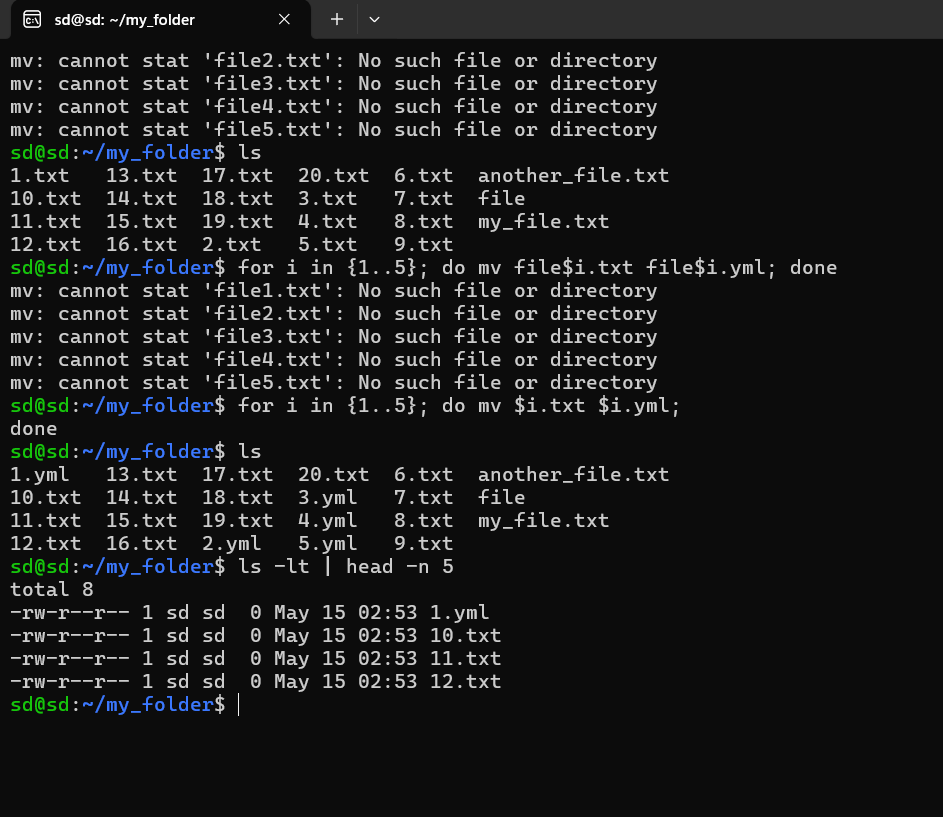 sd@sd: ~/my_folder
mv: cannot stat 'file2.txt': No such file or directory
mv: cannot stat 'file3.txt': No such file or directory
mv: cannot stat 'file4.txt': No such file or directory
mv: cannot stat 'file5.txt': No such file or directory
sd@sd:~/my_folder$ ls
1.txt   13.txt  17.txt  20.txt  6.txt  another_file.txt
10.txt  14.txt  18.txt  3.txt   7.txt  file
11.txt  15.txt  19.txt  4.txt   8.txt  my_file.txt
12.txt  16.txt  2.txt   5.txt   9.txt
sd@sd:~/my_folder$ for i in {1..5}; do mv file$i.txt file$i.yml; done
mv: cannot stat 'file1.txt': No such file or directory
mv: cannot stat 'file2.txt': No such file or directory
mv: cannot stat 'file3.txt': No such file or directory
mv: cannot stat 'file4.txt': No such file or directory
mv: cannot stat 'file5.txt': No such file or directory
sd@sd:~/my_folder$ for i in {1..5}; do mv $i.txt $i.yml;
done
sd@sd:~/my_folder$ ls
1.yml   13.txt  17.txt  20.txt  6.txt  another_file.txt
10.txt  14.txt  18.txt  3.yml   7.txt  file
11.txt  15.txt  19.txt  4.yml   8.txt  my_file.txt
12.txt  16.txt  2.yml   5.yml   9.txt
sd@sd:~/my_folder$ ls -lt | head -n 5
total 8
-rw-r--r-- 1 sd sd  0 May 15 02:53 1.yml
-rw-r--r-- 1 sd sd  0 May 15 02:53 10.txt
-rw-r--r-- 1 sd sd  0 May 15 02:53 11.txt
-rw-r--r-- 1 sd sd  0 May 15 02:53 12.txt
sd@sd:~/my_folder$